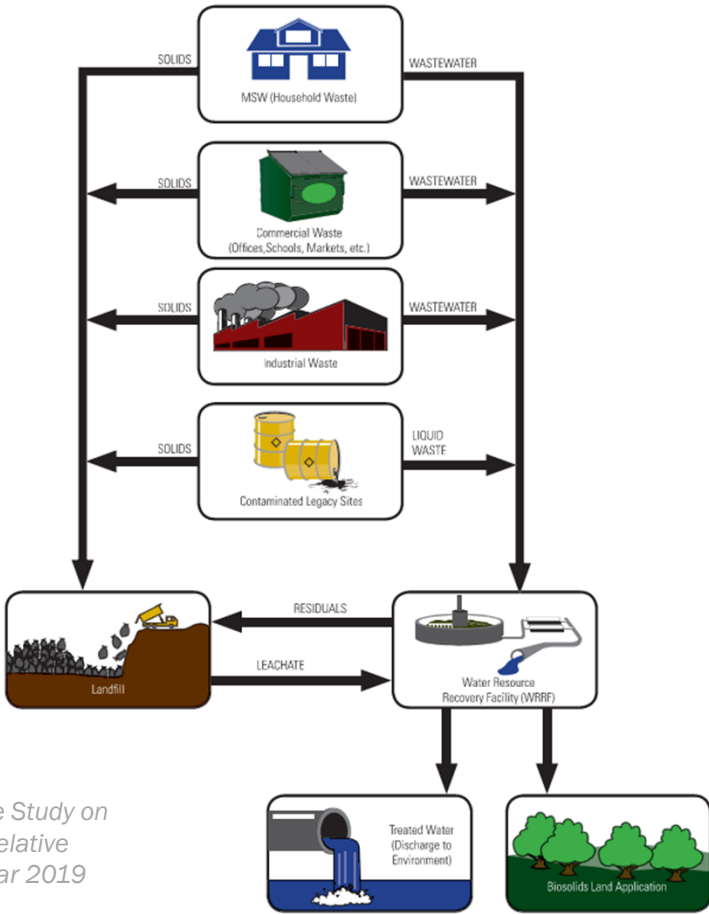 SOLIDS
WASTEWATER
MSW (Household Waste)
SOLIDS
WASTEWATER
Commercial Waste
(Offices,Schools, Markets, etc.)
SOLIDS
WASTEWATER
Industrial Waste
SOLIDS
LIQUID
WASTE
Contaminated Legacy Sites
RESIDUALS
LEACHATE
Landfill
Water Resource
Recovery Facility (WRRF)
Study on
2019
Treated Water
(Discharge to
Environment)
Biosolids Land Application